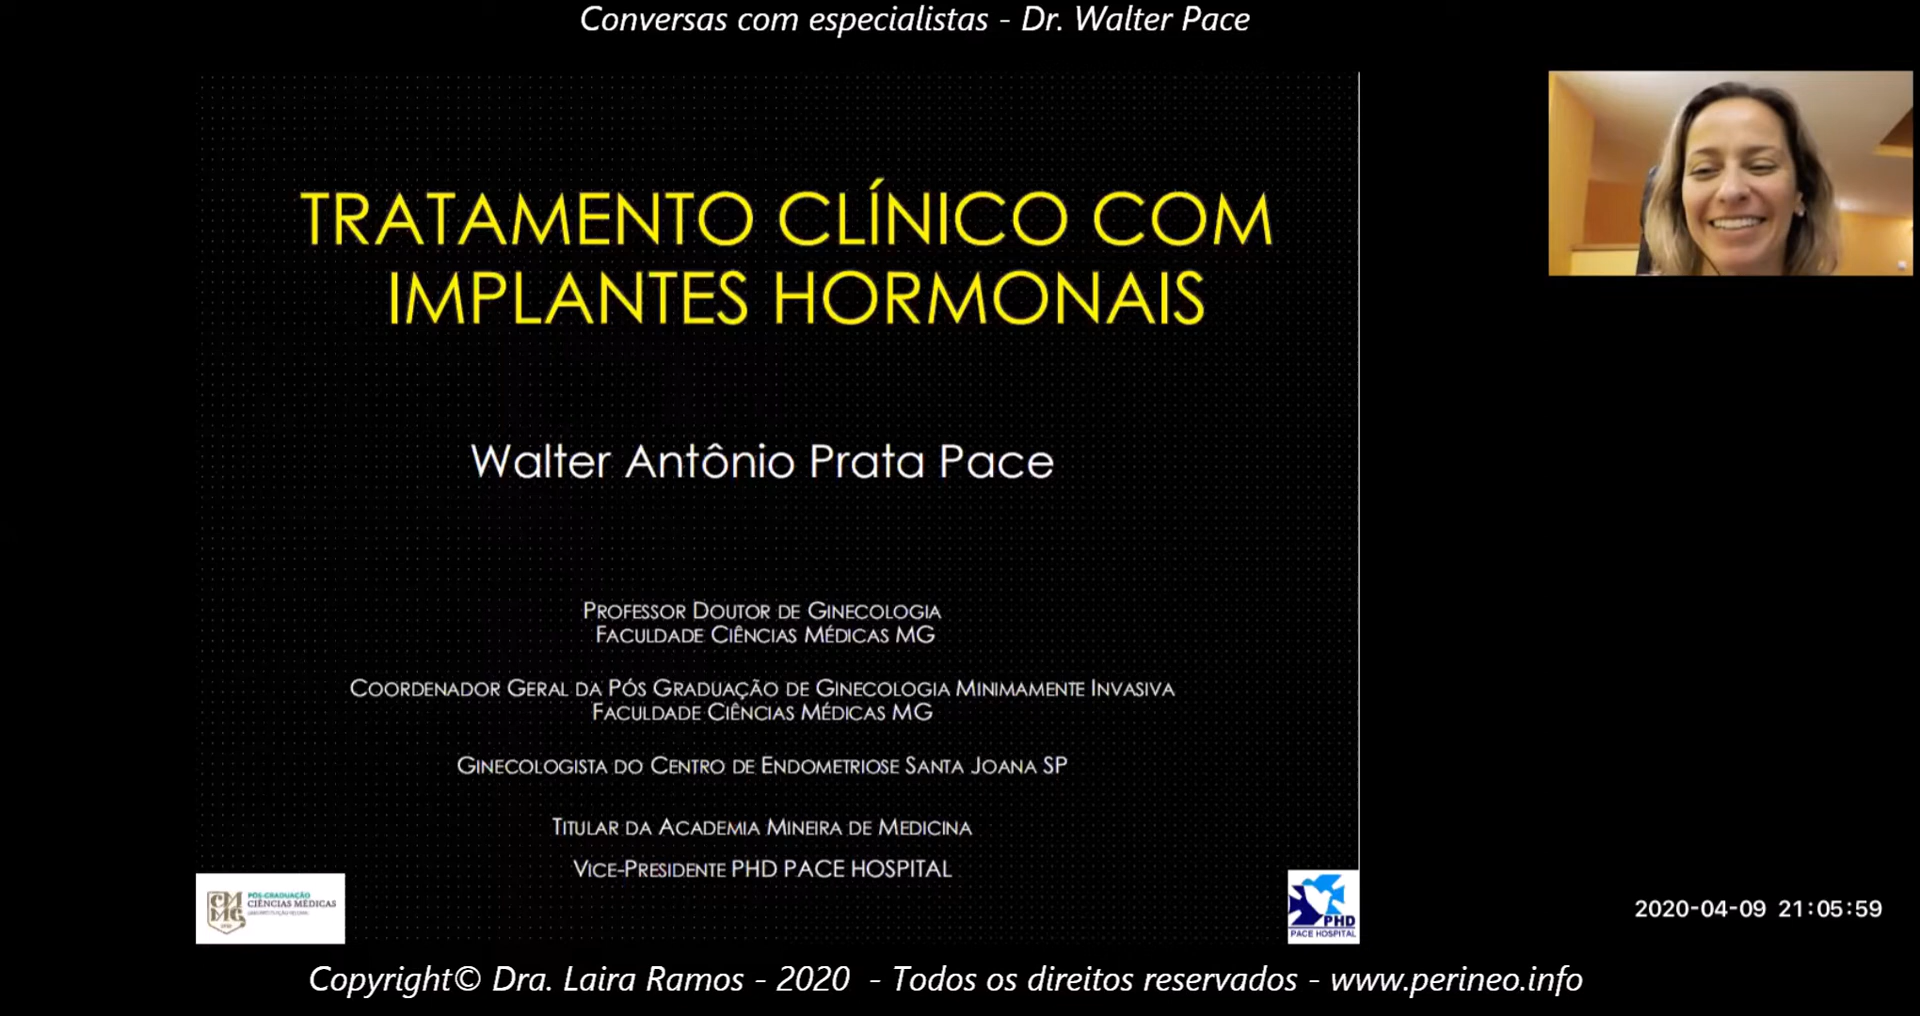 Conversas com especialistas - Dr. Walter Pace
TRATAMENTO CLÍNICO COM
IMPLANTES HORMONAIS
Walter Antônio Prata Pace
PROFESSOR DOUTOR DE GINECOLOGIA
FACULDADE CIÊNCIAS MÉDICAS MG
COORDENADOR GERAL DA PÓS GRADUAÇÃO DE GINECOLOGIA MINIMAMENTE INVASIVA
FACULDADE CIÊNCIAS MÉDICAS MG
GINECOLOGISTA DO CENTRO DE ENDOMETRIOSE SANTA JOANA SP
TITULAR DA ACADEMIA MINEIRA DE MEDICINA
VICE-PRESIDENTE PHD PACE HOSPITAL
CMMG
PÓS-GRADUAÇÃO
CIÊNCIAS MÉDICAS
PHD
PACE HOSPITAL
2020-04-09 21:05:59
Copyright© Dra. Laira Ramos - 2020 - Todos os direitos reservados - www.perineo.info